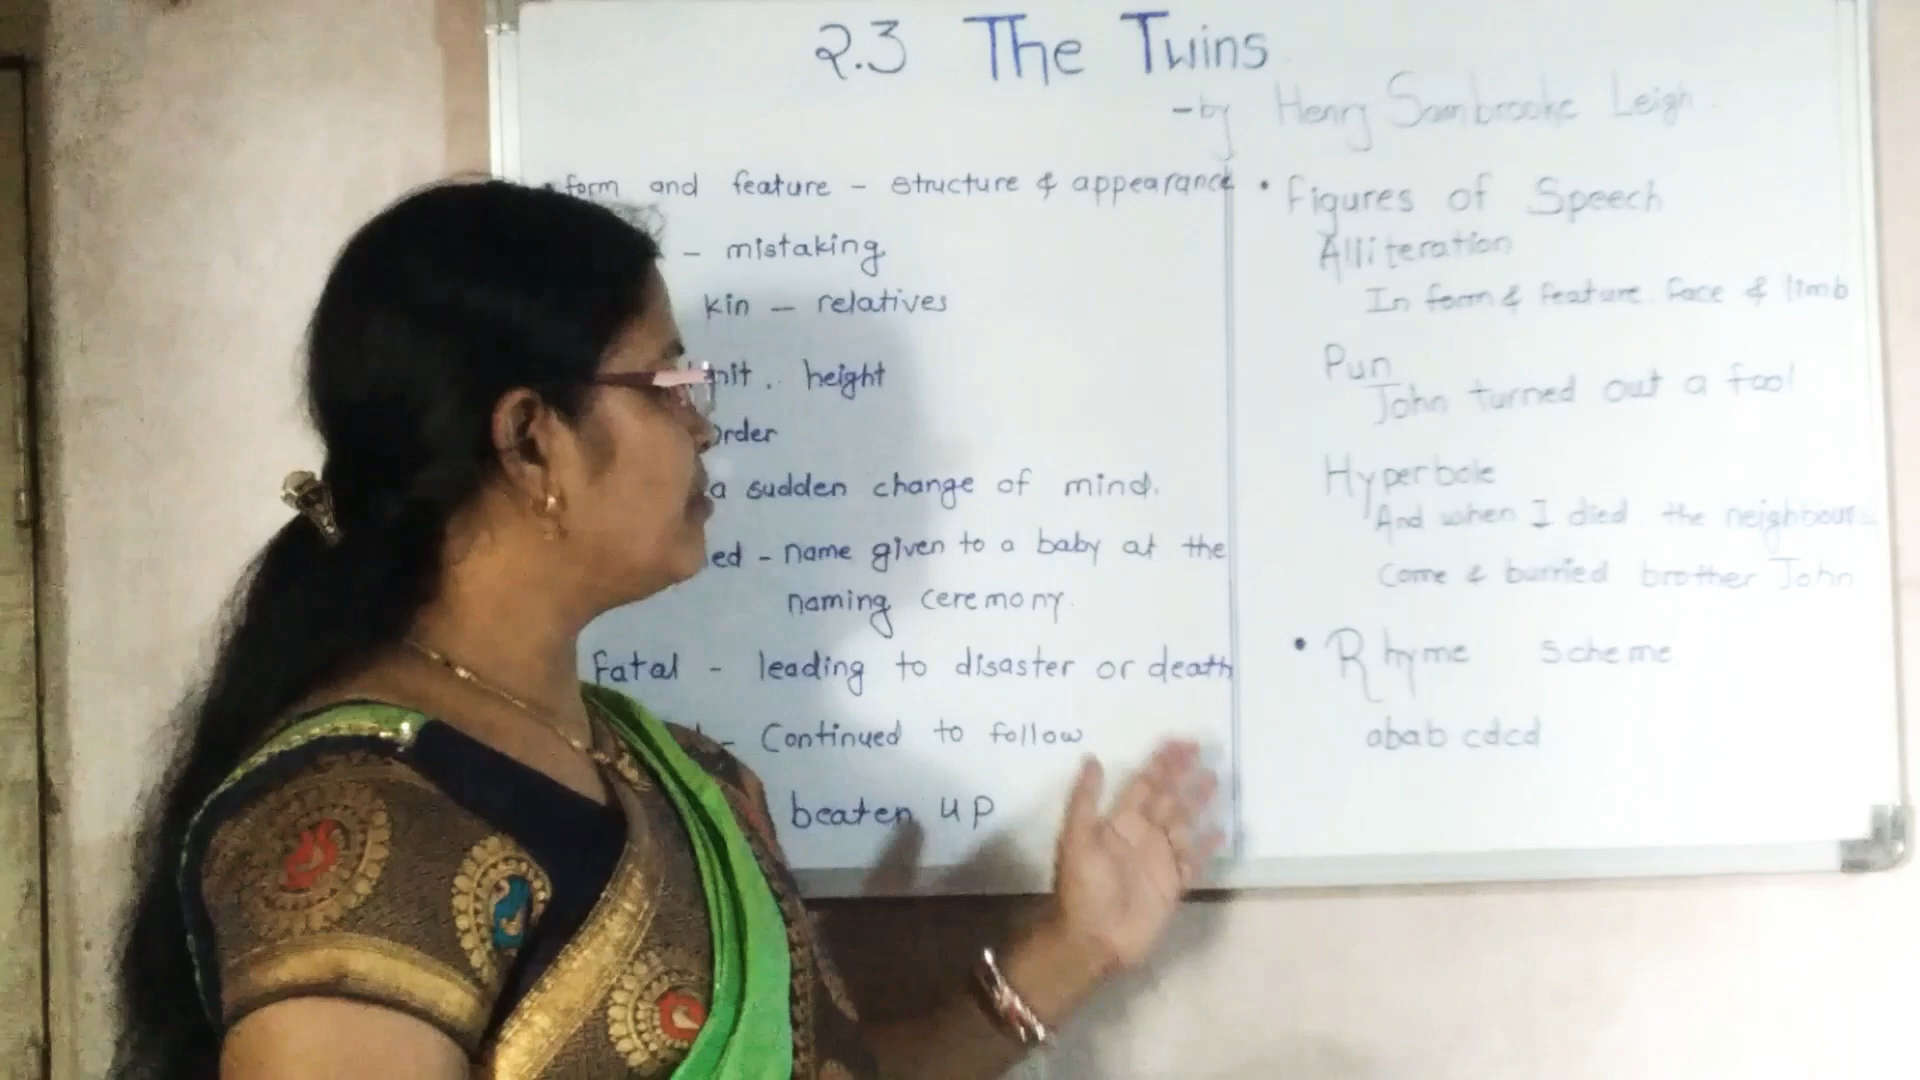 2.3 The Twins
-by Henry Sambrooke Leigh
form and feature - structure & appearance
- mistaking
kin - relatives
height
order
a sudden change of mind.
ed - name given to a baby at the
naming ceremony.
Fatal - leading to disaster or death
- Continued to follow
beaten up
• Figures of Speech
Alliteration
In form & feature face & limb
Pun
John turned out a fool
Hyperbole
And when I died the neighbours
Come & burried brother John
• Rhyme scheme
abab cdcd